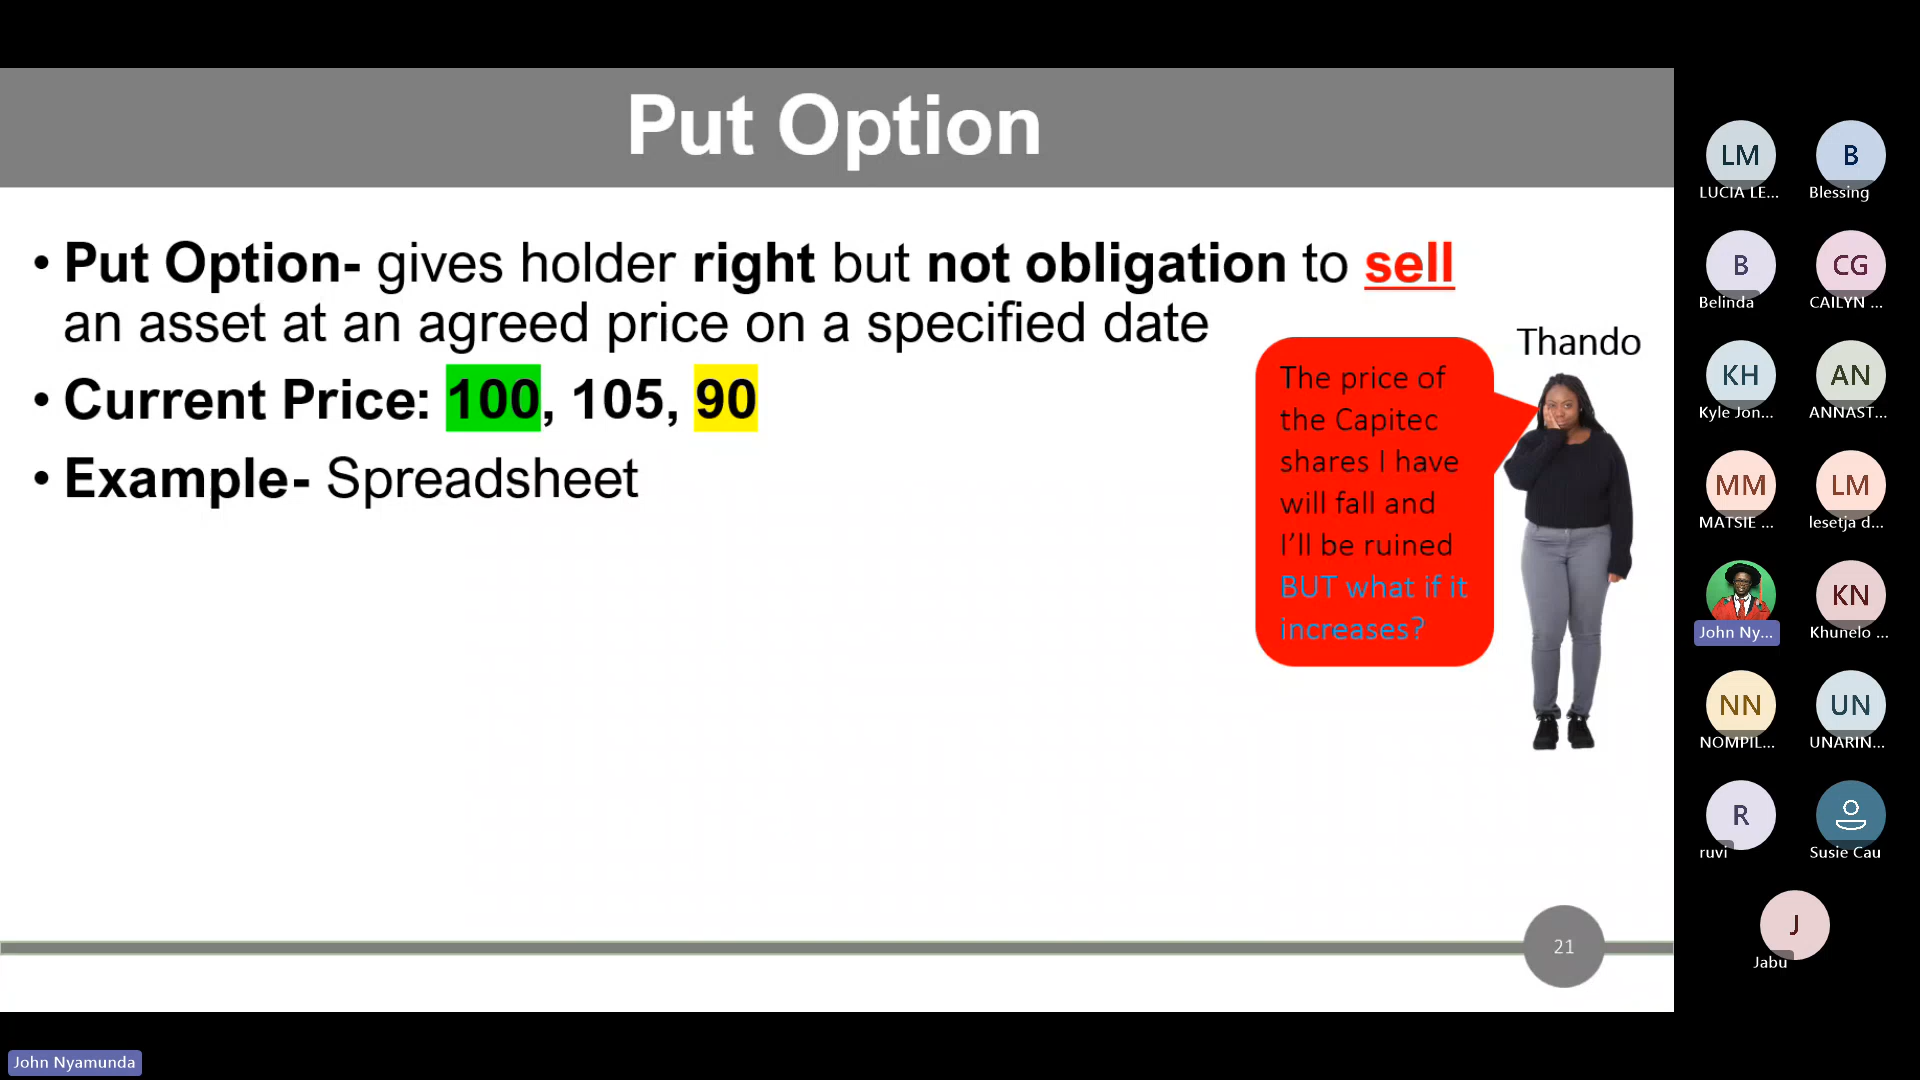 Put Option
• Put Option- gives holder right but not obligation to sell
an asset at an agreed price on a specified date
• Current Price: 100, 105, 90
• Example- Spreadsheet
Thando
The price of
the Capitec
shares I have
will fall and
I'll be ruined
BUT what if it
increases?
21
LM
LUCIA LE...
B
Blessing
B
Belinda
CG
CAILYN ...
KH
Kyle Jon...
AN
ANNAST...
MM
MATSIE ...
LM
lesetja d...
John Ny...
KN
Khunelo ...
NN
NOMPIL...
UN
UNARIN...
R
ruvi
Susie Cau
J
Jabu
John Nyamunda